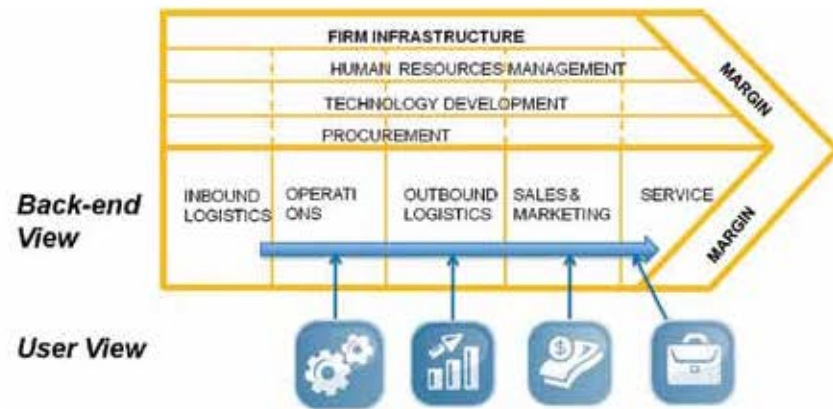 FIRM INFRASTRUCTURE
HUMAN RESOURCES MANAGEMENT
TECHNOLOGY DEVELOPMENT
PROCUREMENT
MARGIN
INBOUND
LOGISTICS
OPERATI
ONS
OUTBOUND
LOGISTICS
SALES &
MARKETING
SERVICE
MARGIN
Back-end
View
User View
$